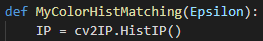 def MyColorHistMatching(Epsilon):
    IP = cv2IP.HistIP()